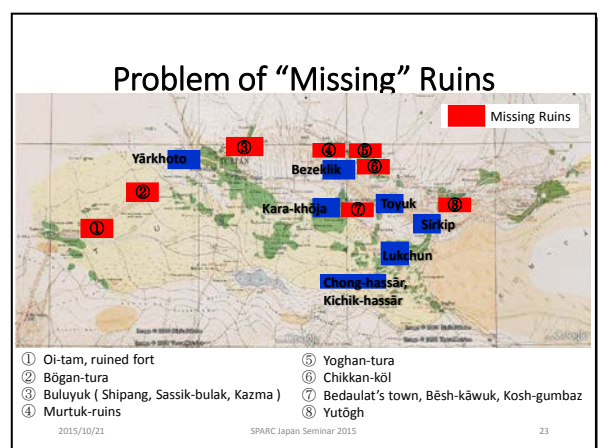 Problem of “Missing” Ruins
Missing Ruins
③
④
⑤
Yārkhoto
Bezeklik
⑥
②
Kara-khōja
⑦
Toyuk
⑧
①
Sirkip
Lukchun
Chong-hassār,
Kichik-hassār
① Oi-tam, ruined fort
② Bögan-tura
③ Buluyuk ( Shipang, Sassik-bulak, Kazma )
④ Murtuk-ruins
⑤ Yoghan-tura
⑥ Chikkan-köl
⑦ Bedaulat’s town, Bēsh-kāwuk, Kosh-gumbaz
⑧ Yutōgh
2015/10/21
SPARC Japan Seminar 2015
23